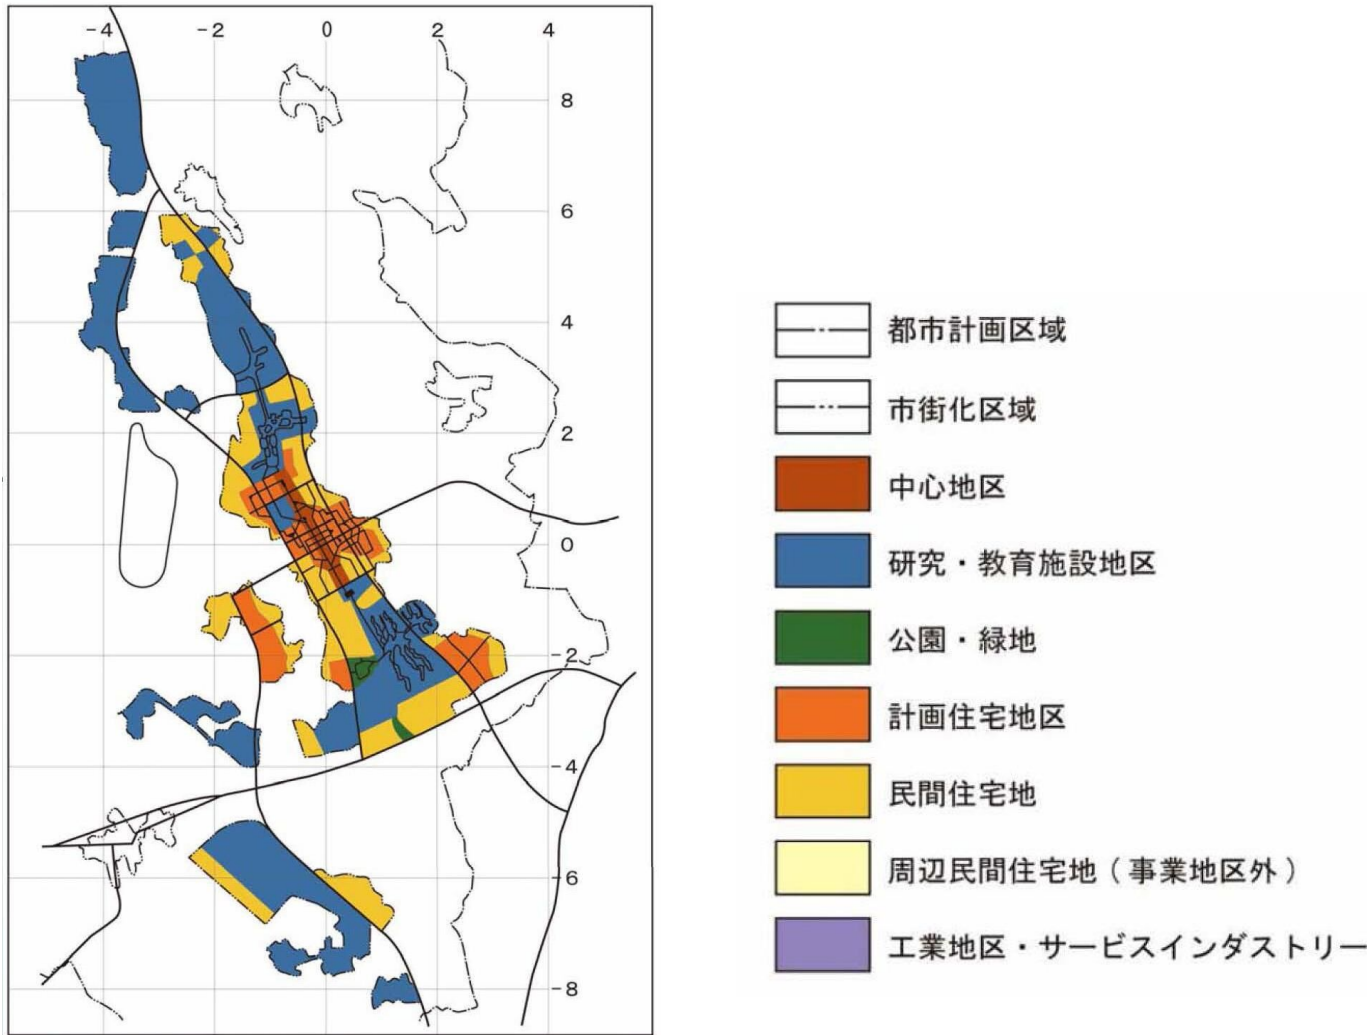 -4 -2 0 2 4
8
6
4
2
0
-2
-4
-6
-8
都市計画区域
市街化区域
中心地区
研究・教育施設地区
公園・緑地
計画住宅地区
民間住宅地
周辺民間住宅地(事業地区外)
工業地区・サービスインダストリー